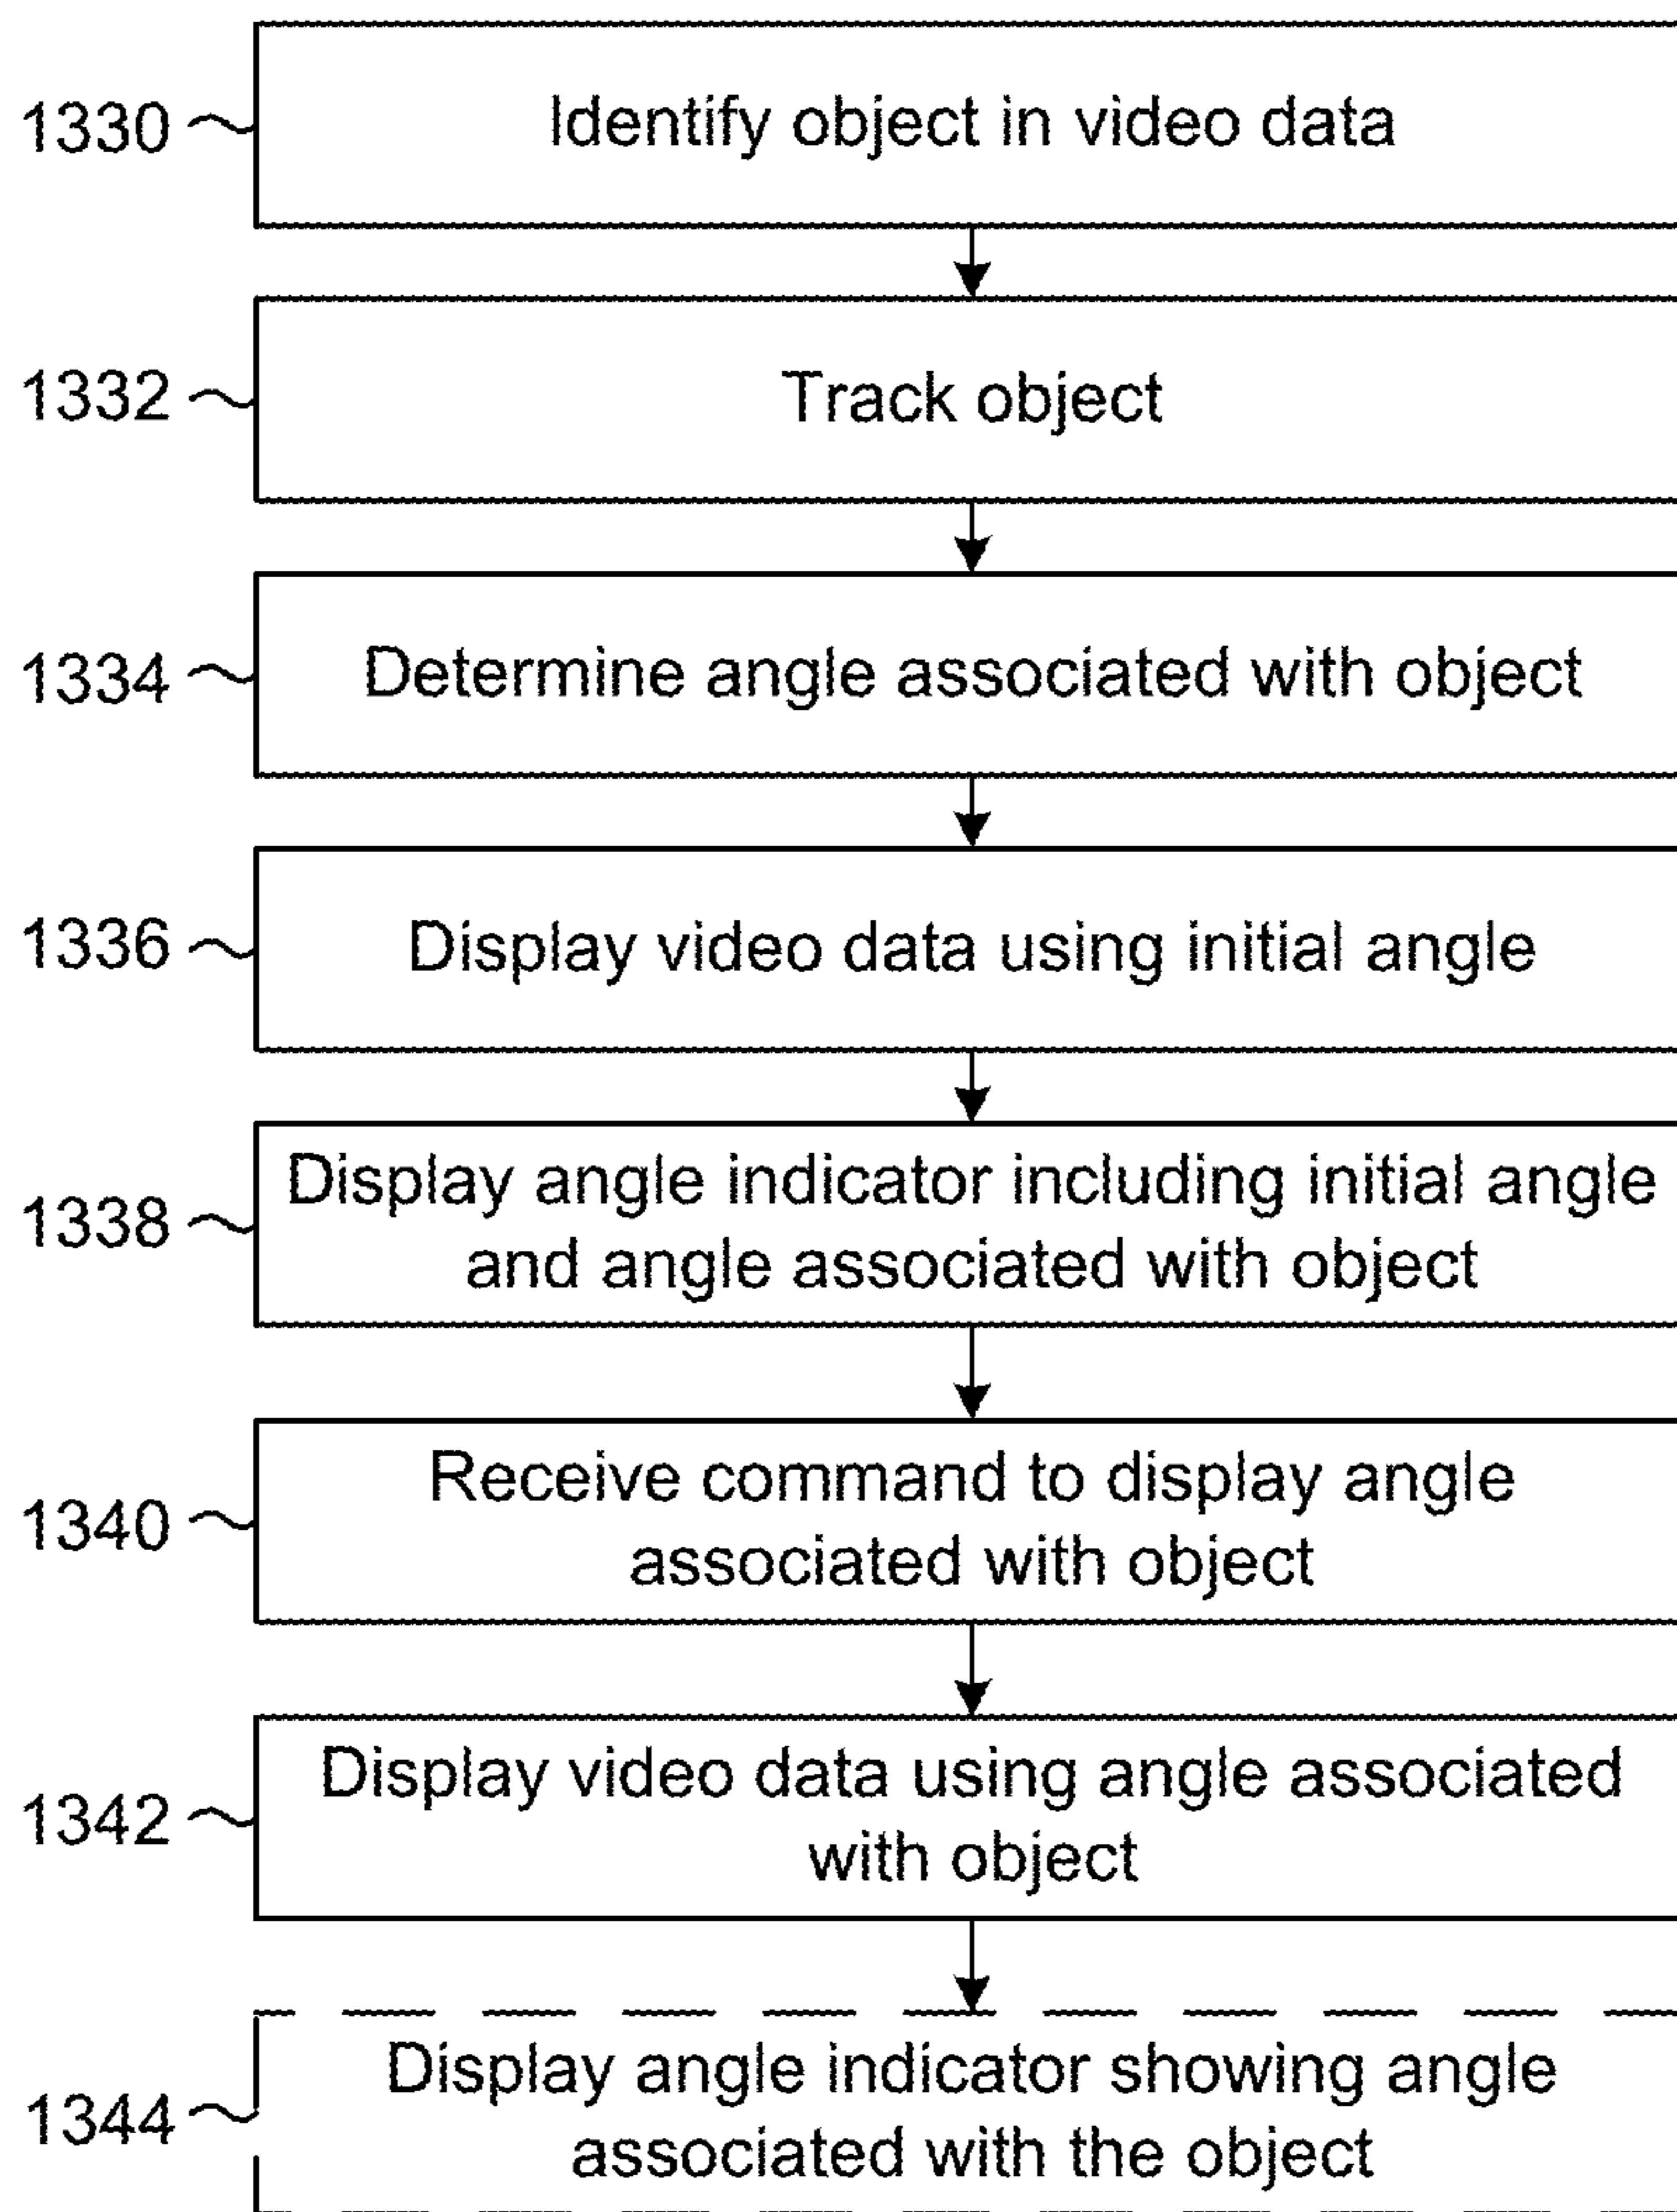 1330
Identify object in video data
1332
Track object
1334
Determine angle associated with object
1336
Display video data using initial angle
1338
Display angle indicator including initial angle
and angle associated with object
1340
Receive command to display angle
associated with object
1342
Display video data using angle associated
with object
1344
Display angle indicator showing angle
associated with the object